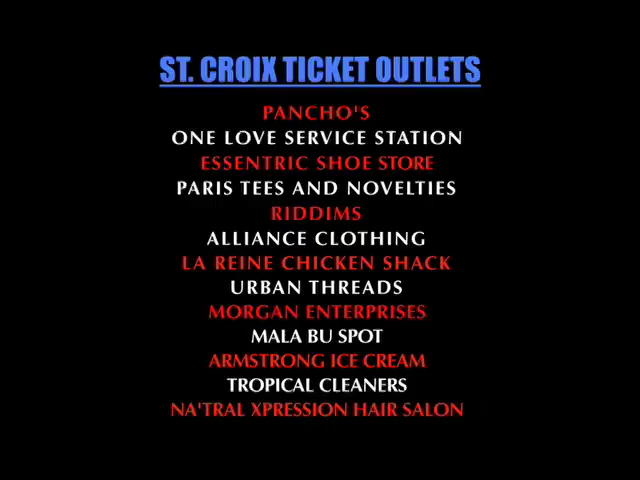 ST. CROIX TICKET OUTLETS
PANCHO'S
ONE LOVE SERVICE STATION
ESSENTRIC SHOE STORE
PARIS TEES AND NOVELTIES
RIDDIMS
ALLIANCE CLOTHING
LA REINE CHICKEN SHACK
URBAN THREADS
MORGAN ENTERPRISES
MALA BU SPOT
ARMSTRONG ICE CREAM
TROPICAL CLEANERS
NA'TRAL XPRESSION HAIR SALON